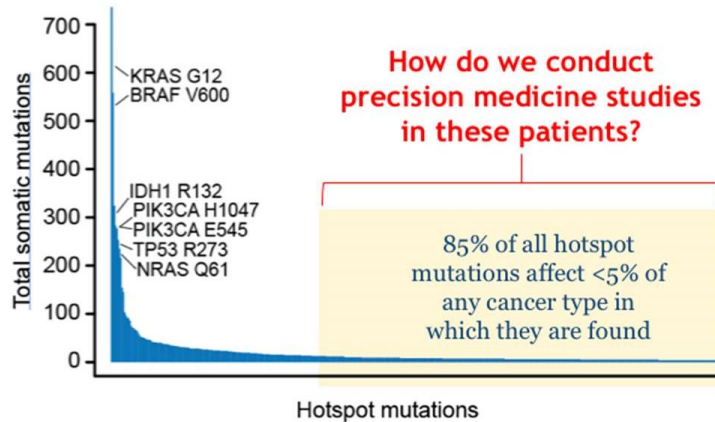 700
600
500
400
300
200
100
0
Total somatic mutations
KRAS G12
BRAF V600
IDH1 R132
PIK3CA H1047
PIK3CA E545
TP53 R273
NRAS Q61
How do we conduct
precision medicine studies
in these patients?
85% of all hotspot
mutations affect <5% of
any cancer type in
which they are found
Hotspot mutations